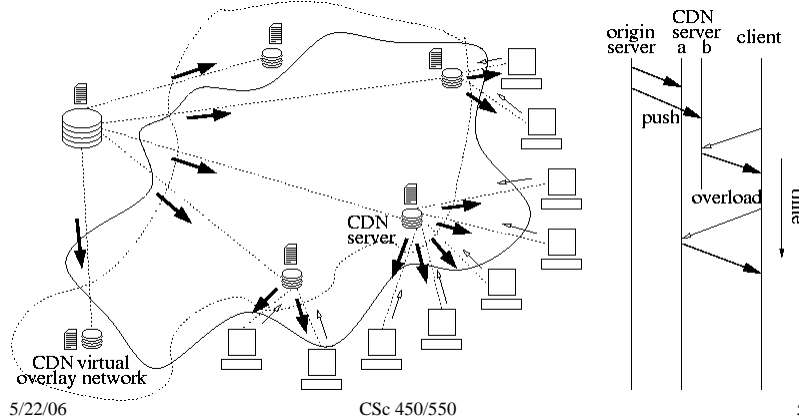 origin
server
CDN
server
a b
client
push
overload
time
CDN
server
CDN virtual
overlay network
5/22/06
CSc 450/550